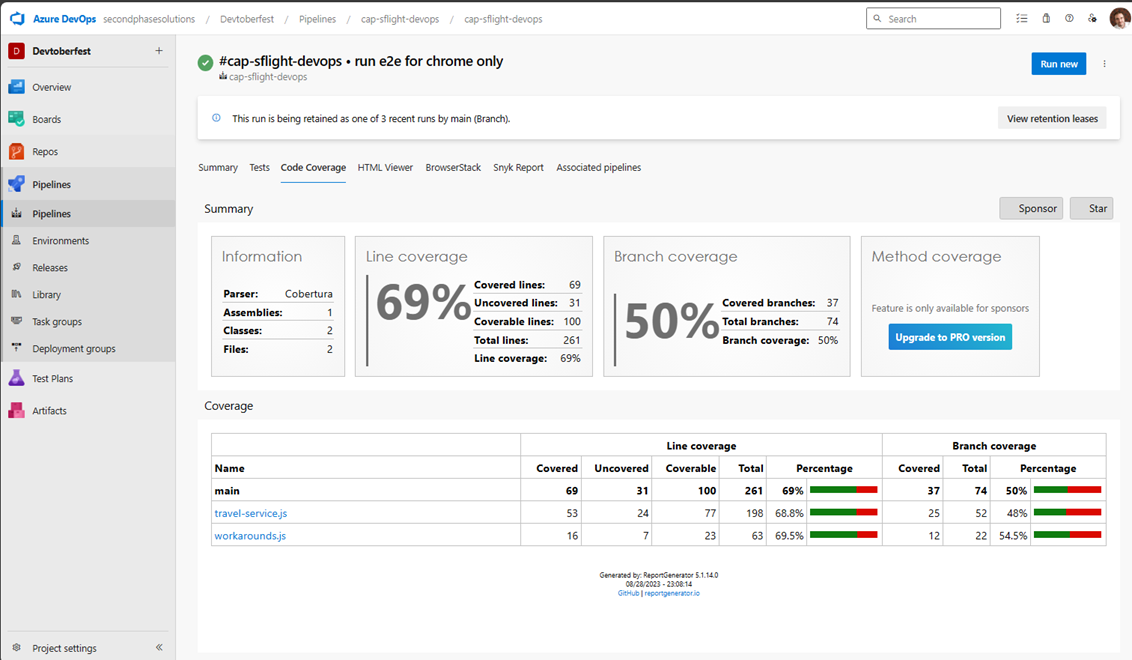 Azure DevOps secondphasesolutions / Devtoberfest / Pipelines / cap-sflight-devops / cap-sflight-devops
Search
D Devtoberfest +
Overview
Boards
Repos
Pipelines
Pipelines
Environments
Releases
Library
Task groups
Deployment groups
Test Plans
Artifacts
Project settings
#cap-sflight-devops • run e2e for chrome only
cap-sflight-devops
Run new
This run is being retained as one of 3 recent runs by main (Branch).
View retention leases
Summary Tests Code Coverage HTML Viewer BrowserStack Snyk Report Associated pipelines
Summary
Sponsor Star
Information
Parser: Cobertura
Assemblies: 1
Classes: 2
Files: 2
Line coverage
69%
Covered lines: 69
Uncovered lines: 31
Coverable lines: 100
Total lines: 261
Line coverage: 69%
Branch coverage
50%
Covered branches: 37
Total branches: 74
Branch coverage: 50%
Method coverage
Feature is only available for sponsors
Upgrade to PRO version
Coverage
Line coverage Branch coverage
Name Covered Uncovered Coverable Total Percentage Covered Total Percentage
main 69 31 100 261 69% 37 74 50%
travel-service.js 53 24 77 198 68.8% 25 52 48%
workarounds.js 16 7 23 63 69.5% 12 22 54.5%
Generated by: ReportGenerator 5.1.14.0
08/28/2023 - 23:08:14
GitHub | reportgenerator.io